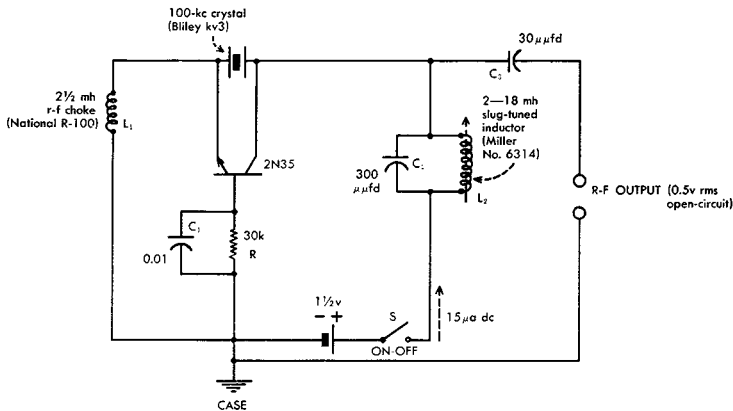 100-kc crystal
(Bliley kv3)
30μμfd
C₃
2½ mh
r-f choke
(National R-100)
L₁
2—18 mh
slug-tuned
inductor
(Miller
No. 6314)
2N35
300
μμfd
C₂
L₂
R-F OUTPUT (0.5v rms
open-circuit)
C₁
0.01
30k
R
1½v
- +
S
ON-OFF
15μa dc
CASE